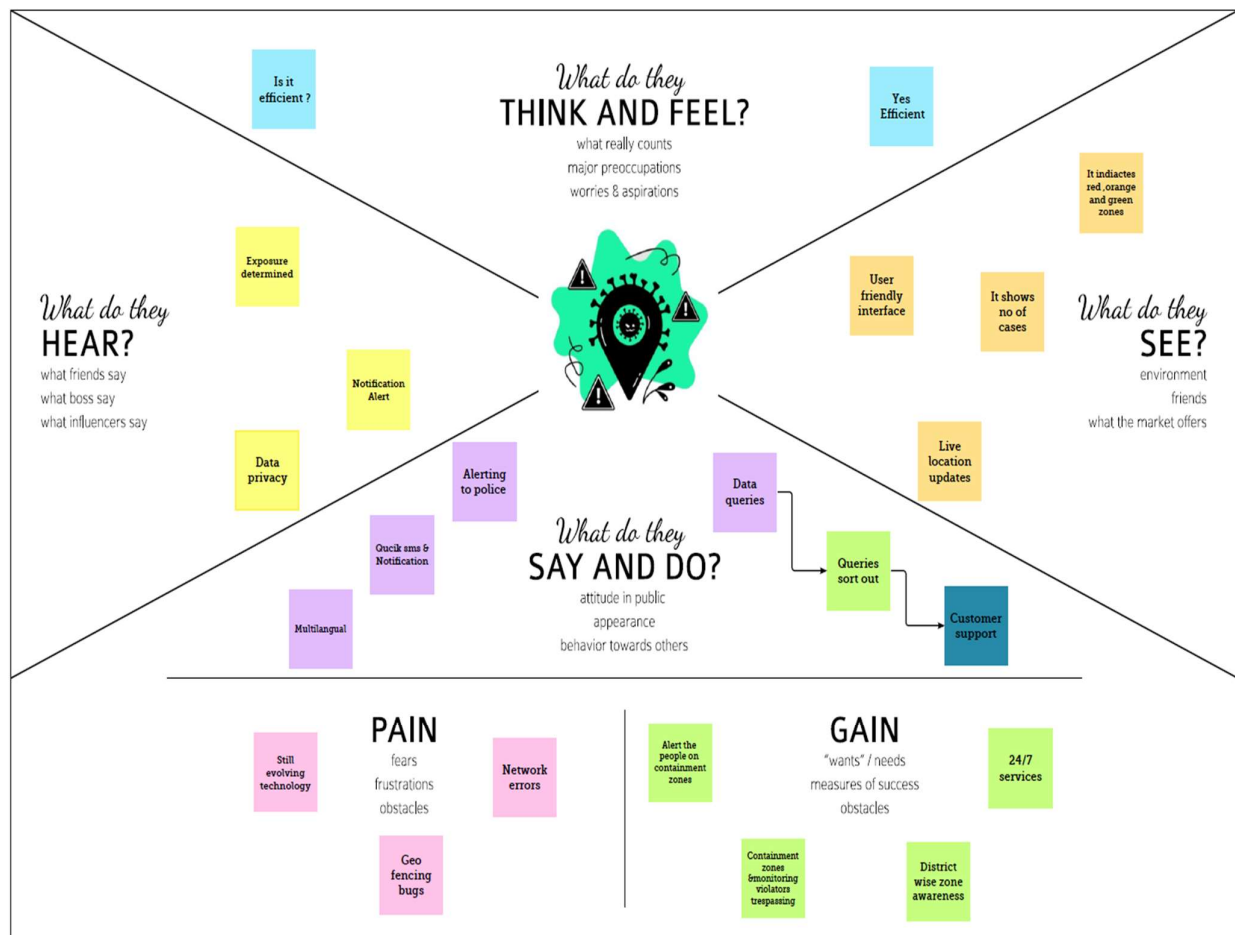 Is it
efficient ?
What do they
THINK AND FEEL?
what really counts
major preoccupations
worries & aspirations
Yes
Efficient
What do they
HEAR?
what friends say
what boss say
what influencers say
Exposure
determined
Notification
Alert
Data
privacy
It indiactes
red ,orange
and green
zones
User
friendly
interface
It shows
no of
cases
Live
location
updates
What do they
SEE?
environment
friends
what the market offers
Alerting
to police
Qucik sms &
Notification
Multilangual
What do they
SAY AND DO?
attitude in public
appearance
behavior towards others
Data
queries
Queries
sort out
Customer
support
PAIN
fears
frustrations
obstacles
Still
evolving
technology
Network
errors
Geo
fencing
bugs
GAIN
"wants" / needs
measures of success
obstacles
Alert the
people on
containment
zones
24/7
services
Containment
zones
&monitoring
violators
trespassing
District
wise zone
awareness